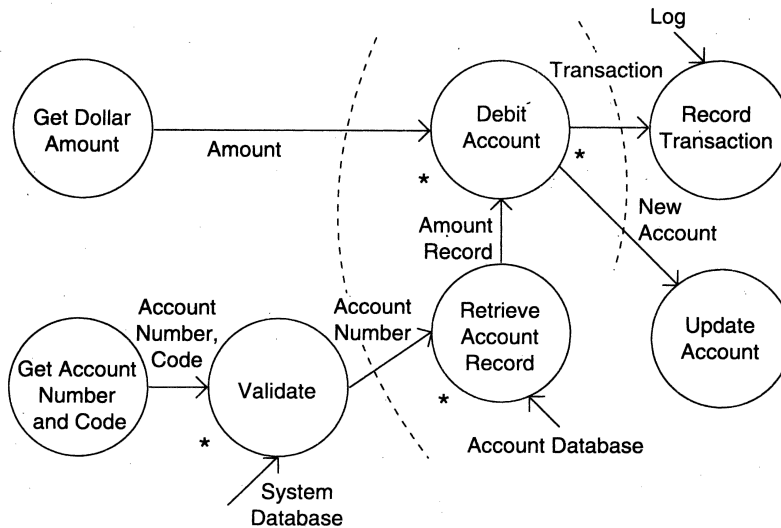 Log
Transaction
Get Dollar
Amount
Amount
Debit
Account
*
*
Record
Transaction
Amount
Record
New
Account
Account
Number,
Code
Account
Number
Get Account
Number
and Code
Validate
*
Retrieve
Account
Record
*
Update
Account
System
Database
Account Database